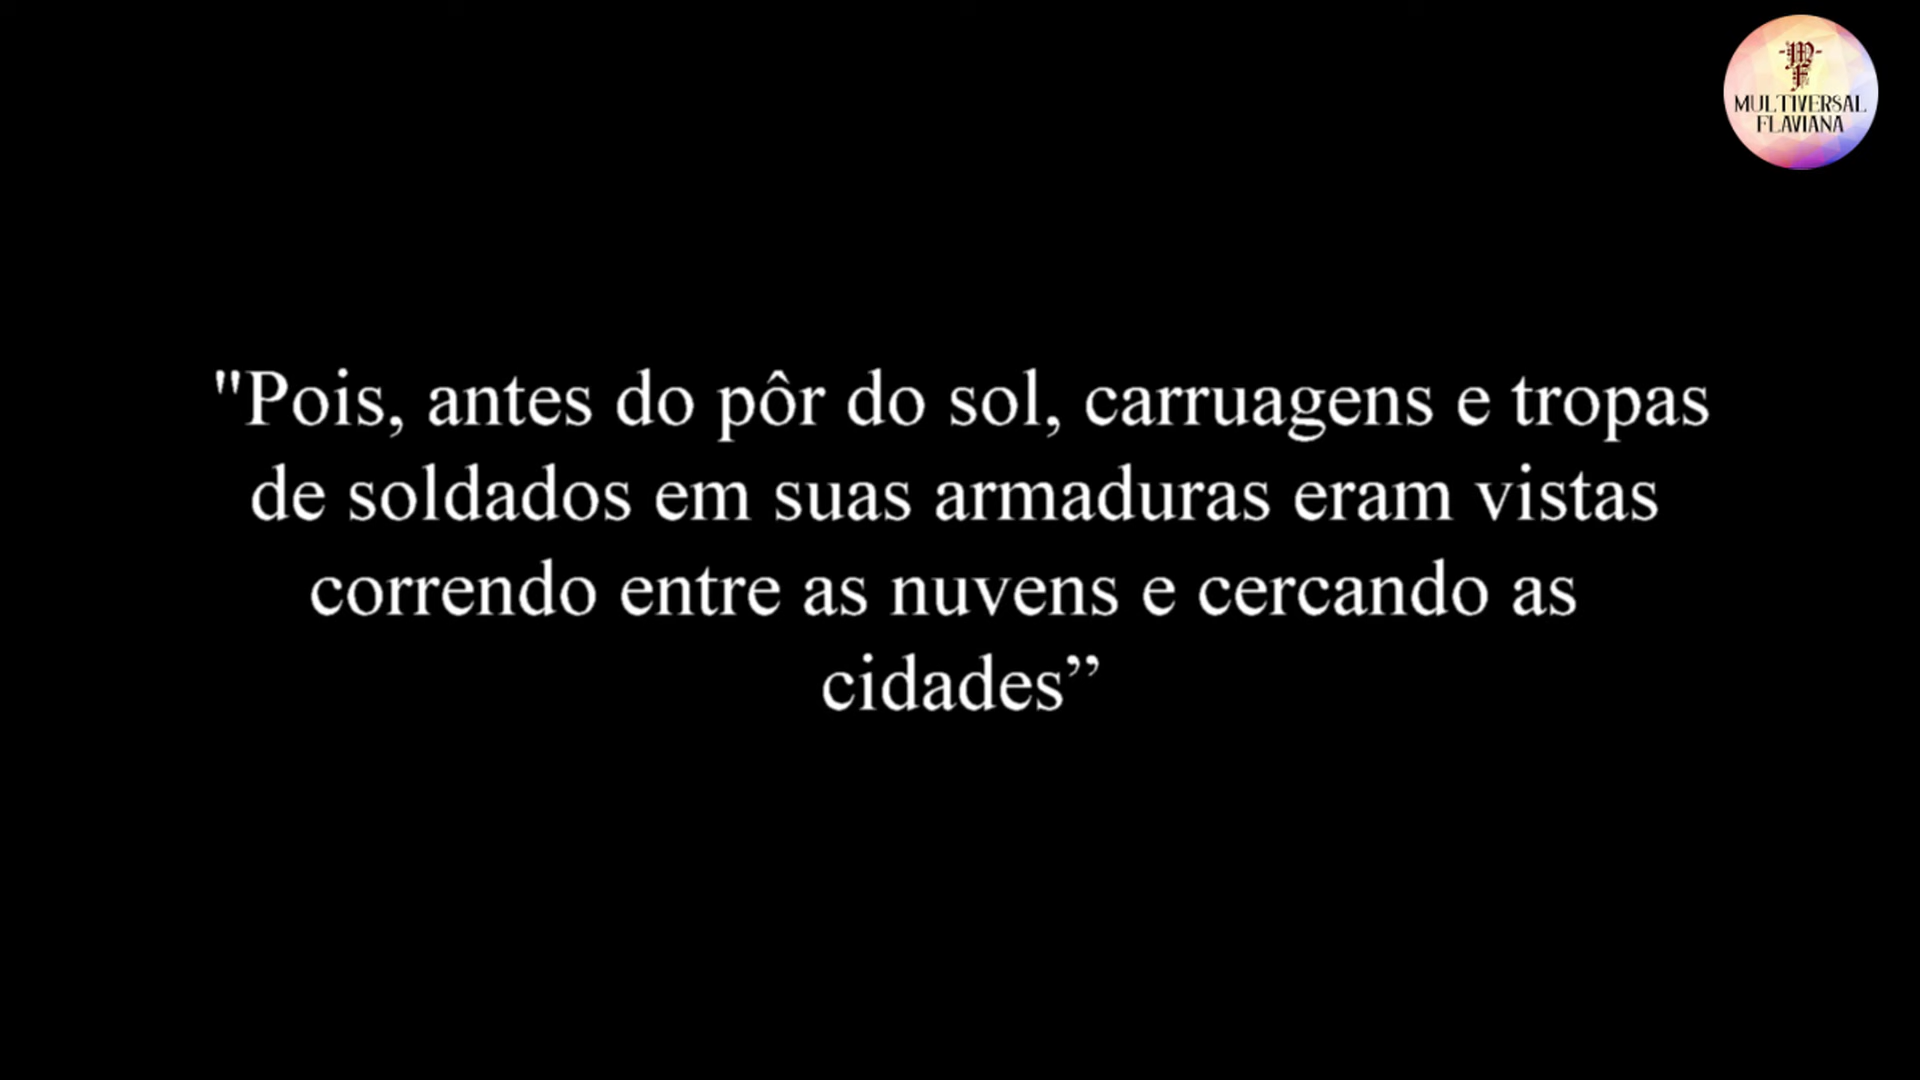 -M-
F
MULTIVERSAL
FLAVIANA
"Pois, antes do pôr do sol, carruagens e tropas
de soldados em suas armaduras eram vistas
correndo entre as nuvens e cercando as
cidades”